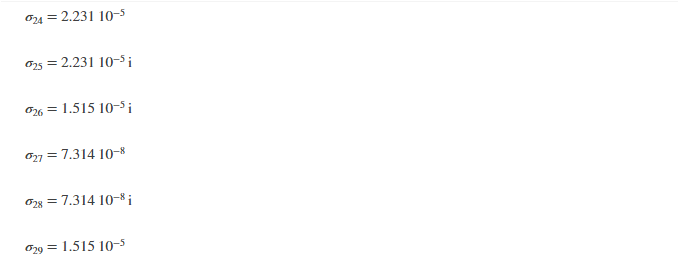 σ₂₄ = 2.231 10⁻⁵
σ₂₅ = 2.231 10⁻⁵ i
σ₂₆ = 1.515 10⁻⁵ i
σ₂₇ = 7.314 10⁻⁸
σ₂₈ = 7.314 10⁻⁸ i
σ₂₉ = 1.515 10⁻⁵